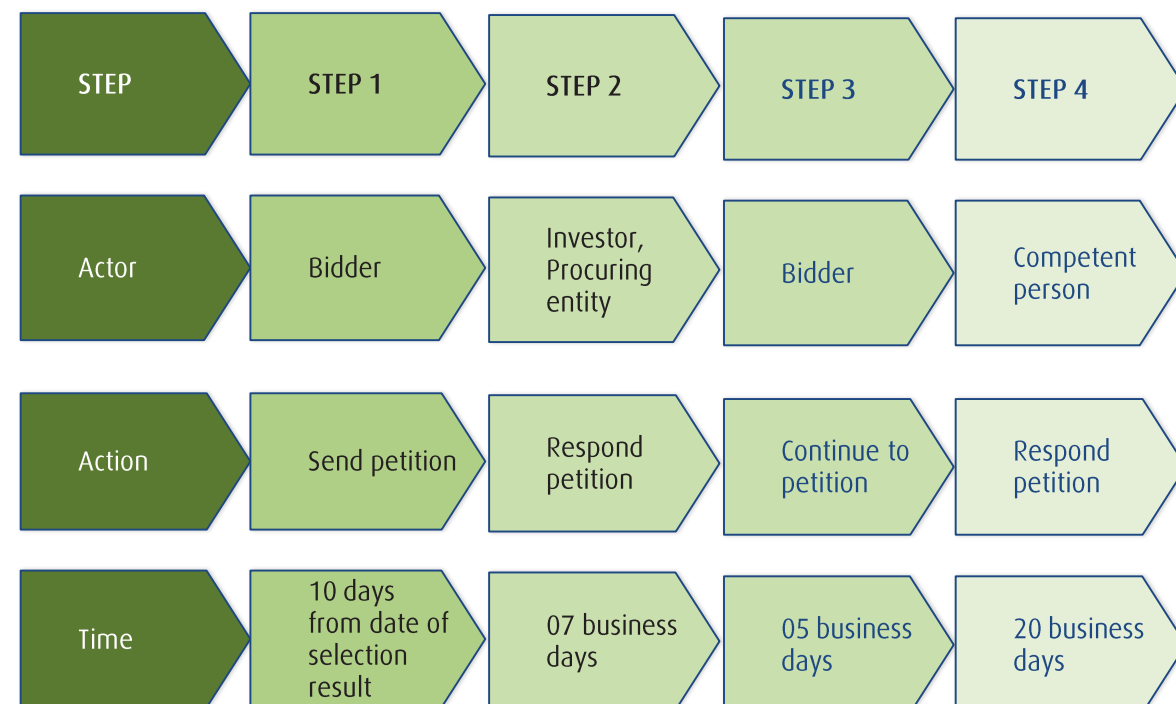 STEP
STEP 1
STEP 2
STEP 3
STEP 4
Actor
Bidder
Investor,
Procuring
entity
Bidder
Competent
person
Action
Send petition
Respond
petition
Continue to
petition
Respond
petition
Time
10 days
from date of
selection
result
07 business
days
05 business
days
20 business
days